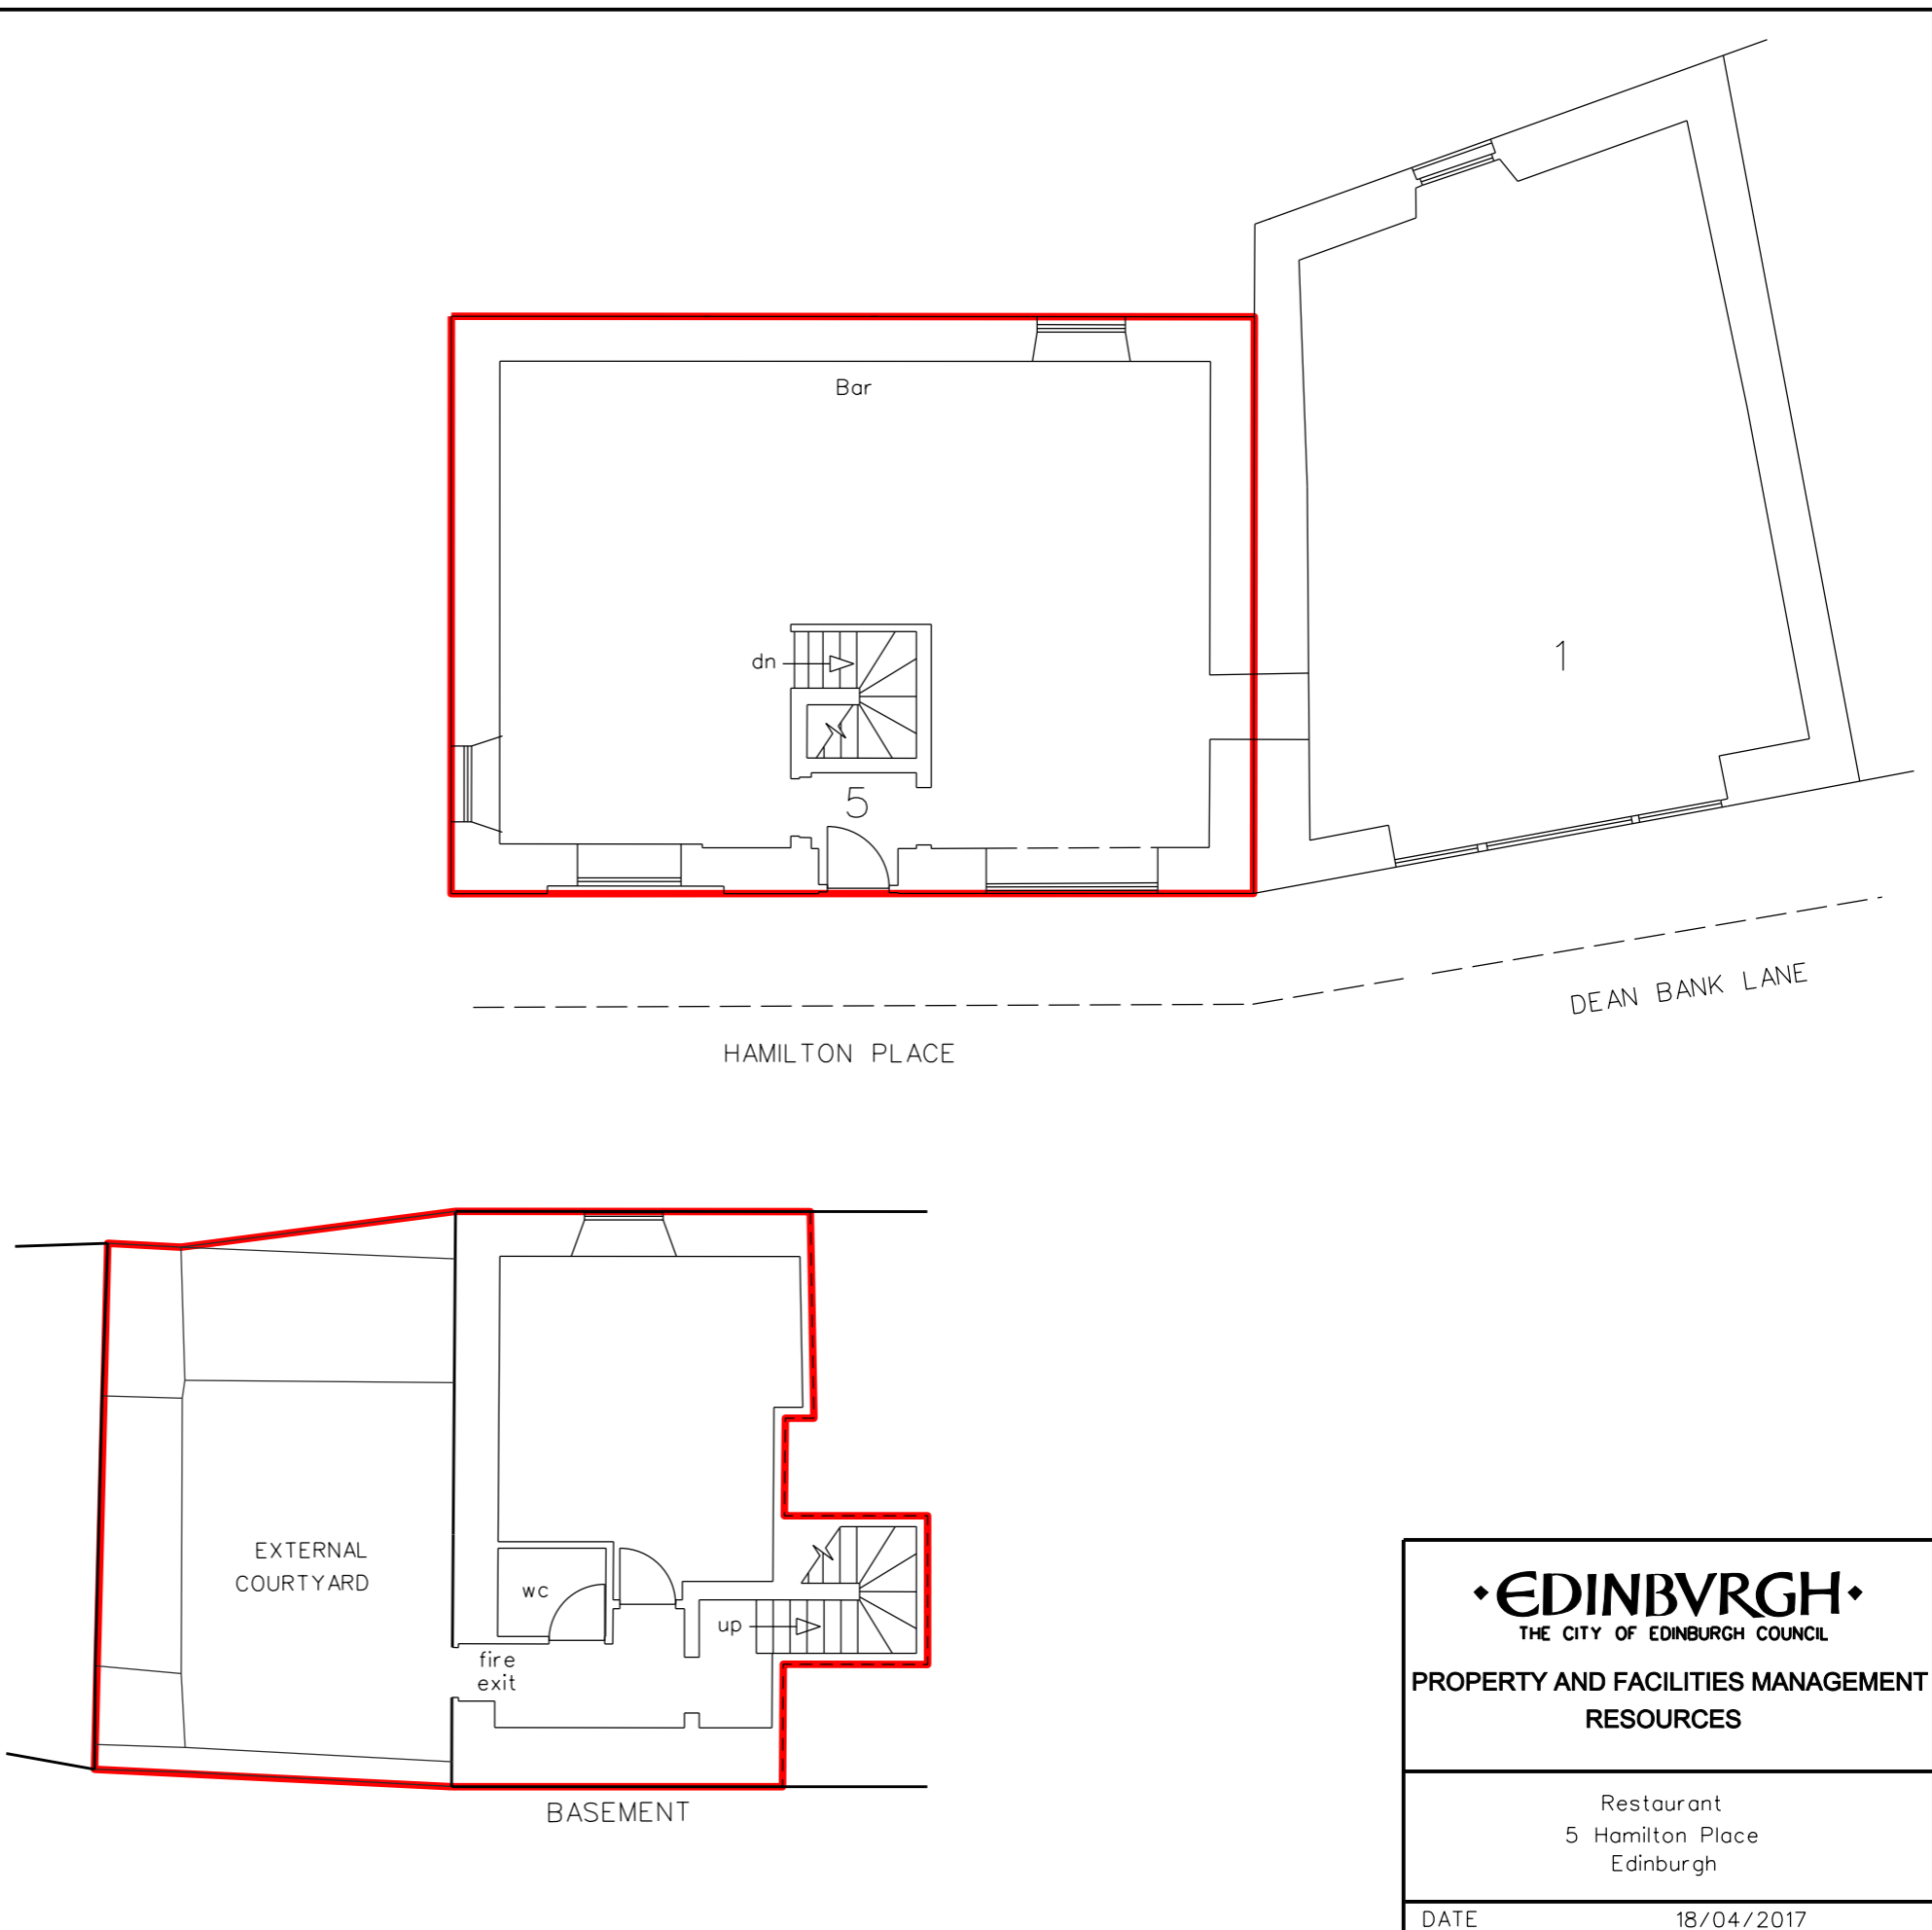 Bar
dn
1
5
DEAN BANK LANE
HAMILTON PLACE
EXTERNAL
COURTYARD
wc
up
fire
exit
BASEMENT
•EDINBVRGH•
THE CITY OF EDINBURGH COUNCIL
PROPERTY AND FACILITIES MANAGEMENT
RESOURCES
Restaurant
5 Hamilton Place
Edinburgh
DATE 18/04/2017